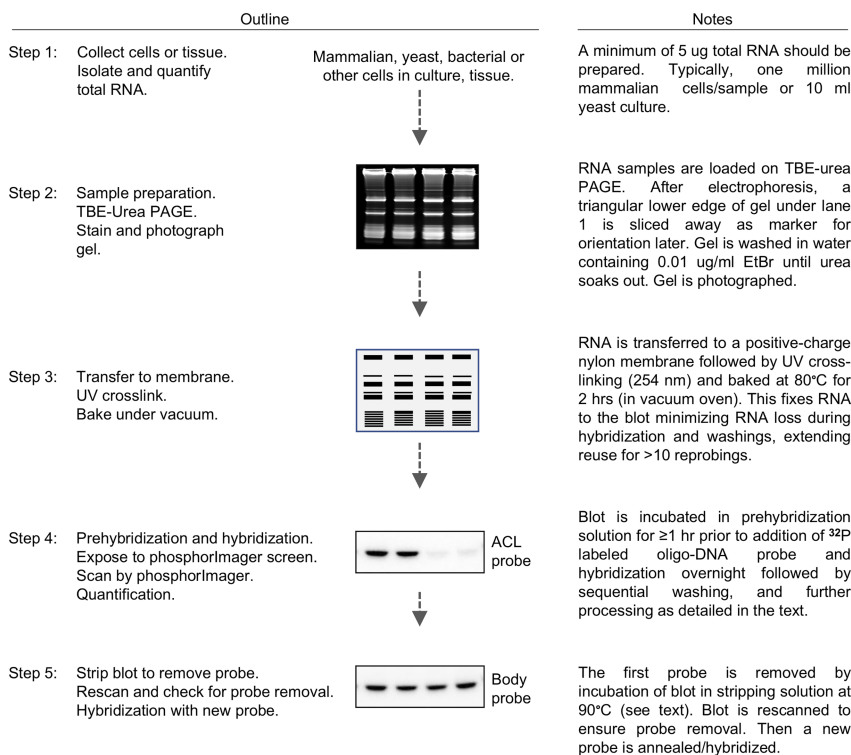 Outline
Notes
Step 1:
Collect cells or tissue.
Isolate and quantify
total RNA.
Mammalian, yeast, bacterial or
other cells in culture, tissue.
A minimum of 5 ug total RNA should be
prepared. Typically, one million
mammalian cells/sample or 10 ml
yeast culture.
Step 2:
Sample preparation.
TBE-Urea PAGE.
Stain and photograph
gel.
RNA samples are loaded on TBE-urea
PAGE. After electrophoresis, a
triangular lower edge of gel under lane
1 is sliced away as marker for
orientation later. Gel is washed in water
containing 0.01 ug/ml EtBr until urea
soaks out. Gel is photographed.
Step 3:
Transfer to membrane.
UV crosslink.
Bake under vacuum.
RNA is transferred to a positive-charge
nylon membrane followed by UV cross-
linking (254 nm) and baked at 80°C for
2 hrs (in vacuum oven). This fixes RNA
to the blot minimizing RNA loss during
hybridization and washings, extending
reuse for >10 reprobings.
Step 4:
Prehybridization and hybridization.
Expose to phosphorImager screen.
Scan by phosphorImager.
Quantification.
ACL
probe
Blot is incubated in prehybridization
solution for ≥1 hr prior to addition of ³²P
labeled oligo-DNA probe and
hybridization overnight followed by
sequential washing, and further
processing as detailed in the text.
Step 5:
Strip blot to remove probe.
Rescan and check for probe removal.
Hybridization with new probe.
Body
probe
The first probe is removed by
incubation of blot in stripping solution at
90°C (see text). Blot is rescanned to
ensure probe removal. Then a new
probe is annealed/hybridized.